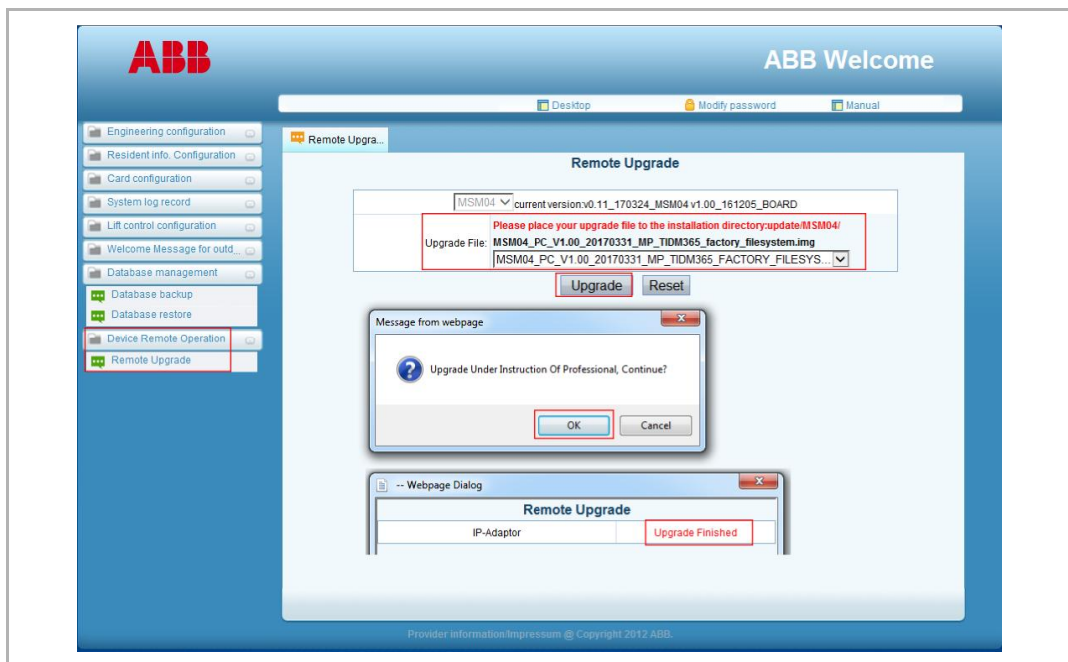 ABB
ABB Welcome
Desktop
Modify password
Manual
Engineering configuration
Resident info. Configuration
Card configuration
System log record
Lift control configuration
Welcome Message for outd_...
Database management
Database backup
Database restore
Device Remote Operation
Remote Upgrade
Remote Upgra...
Remote Upgrade
MSM04 current version:v0.11_170324_MSM04 v1.00_161205_BOARD
Please place your upgrade file to the installation directory:update/MSM04/
Upgrade File: MSM04_PC_V1.00_20170331_MP_TIDM365_factory_filesystem.img
MSM04_PC_V1.00_20170331_MP_TIDM365_FACTORY_FILESYS...
Upgrade Reset
Message from webpage
Upgrade Under Instruction Of Professional, Continue?
OK Cancel
-- Webpage Dialog
Remote Upgrade
IP-Adaptor Upgrade Finished
Provider information/Impressum @ Copyright 2012 ABB.